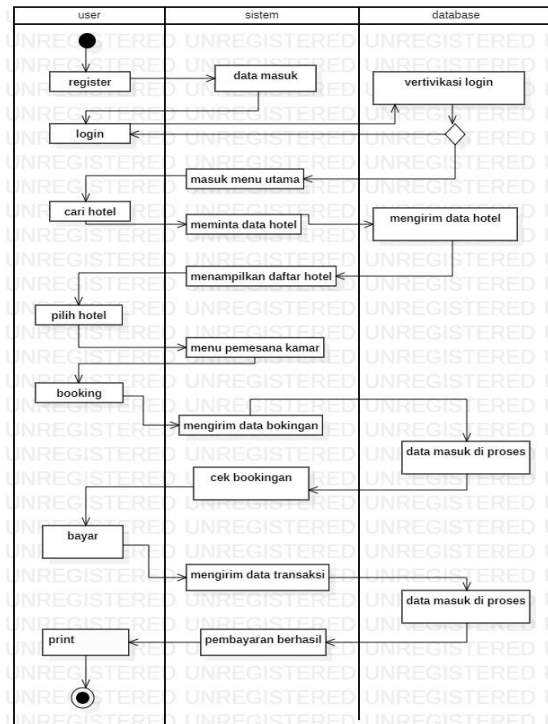 user sistem database
register
data masuk
vertivikasi login
login
masuk menu utama
cari hotel
meminta data hotel
mengirim data hotel
menampilkan daftar hotel
pilih hotel
menu pemesana kamar
booking
mengirim data bokingan
data masuk di proses
cek bookingan
bayar
mengirim data transaksi
data masuk di proses
print
pembayaran berhasil
UNREGISTERED